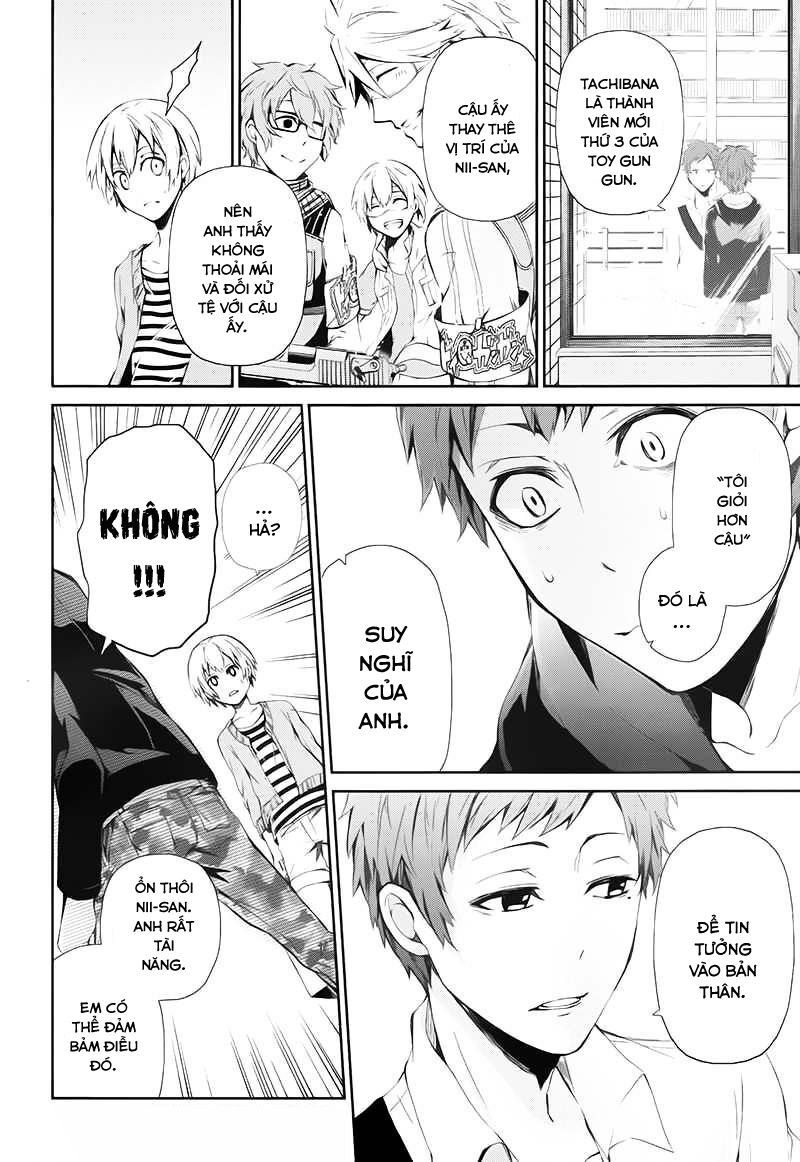 TACHIBANA
LÀ THÀNH
VIÊN MỚI
THỨ 3 CỦA
TOY GUN
GUN.
CẬU ẤY
THAY THẾ
VỊ TRÍ CỦA
NII-SAN,
NÊN
ANH THẤY
KHÔNG
THOẢI MÁI
VÀ ĐỐI XỬ
TỆ VỚI CẬU
ẤY.
“TÔI
GIỎI HƠN
CẬU”
ĐÓ LÀ
...
SUY
NGHĨ CỦA
ANH.
...
HẢ?
KHÔNG
!!!
ĐỂ TIN
TƯỞNG
VÀO BẢN
THÂN.
ỔN THÔI
NII-SAN.
ANH RẤT
TÀI
NĂNG.
EM CÓ
THỂ ĐẢM
BẢM ĐIỀU
ĐÓ.